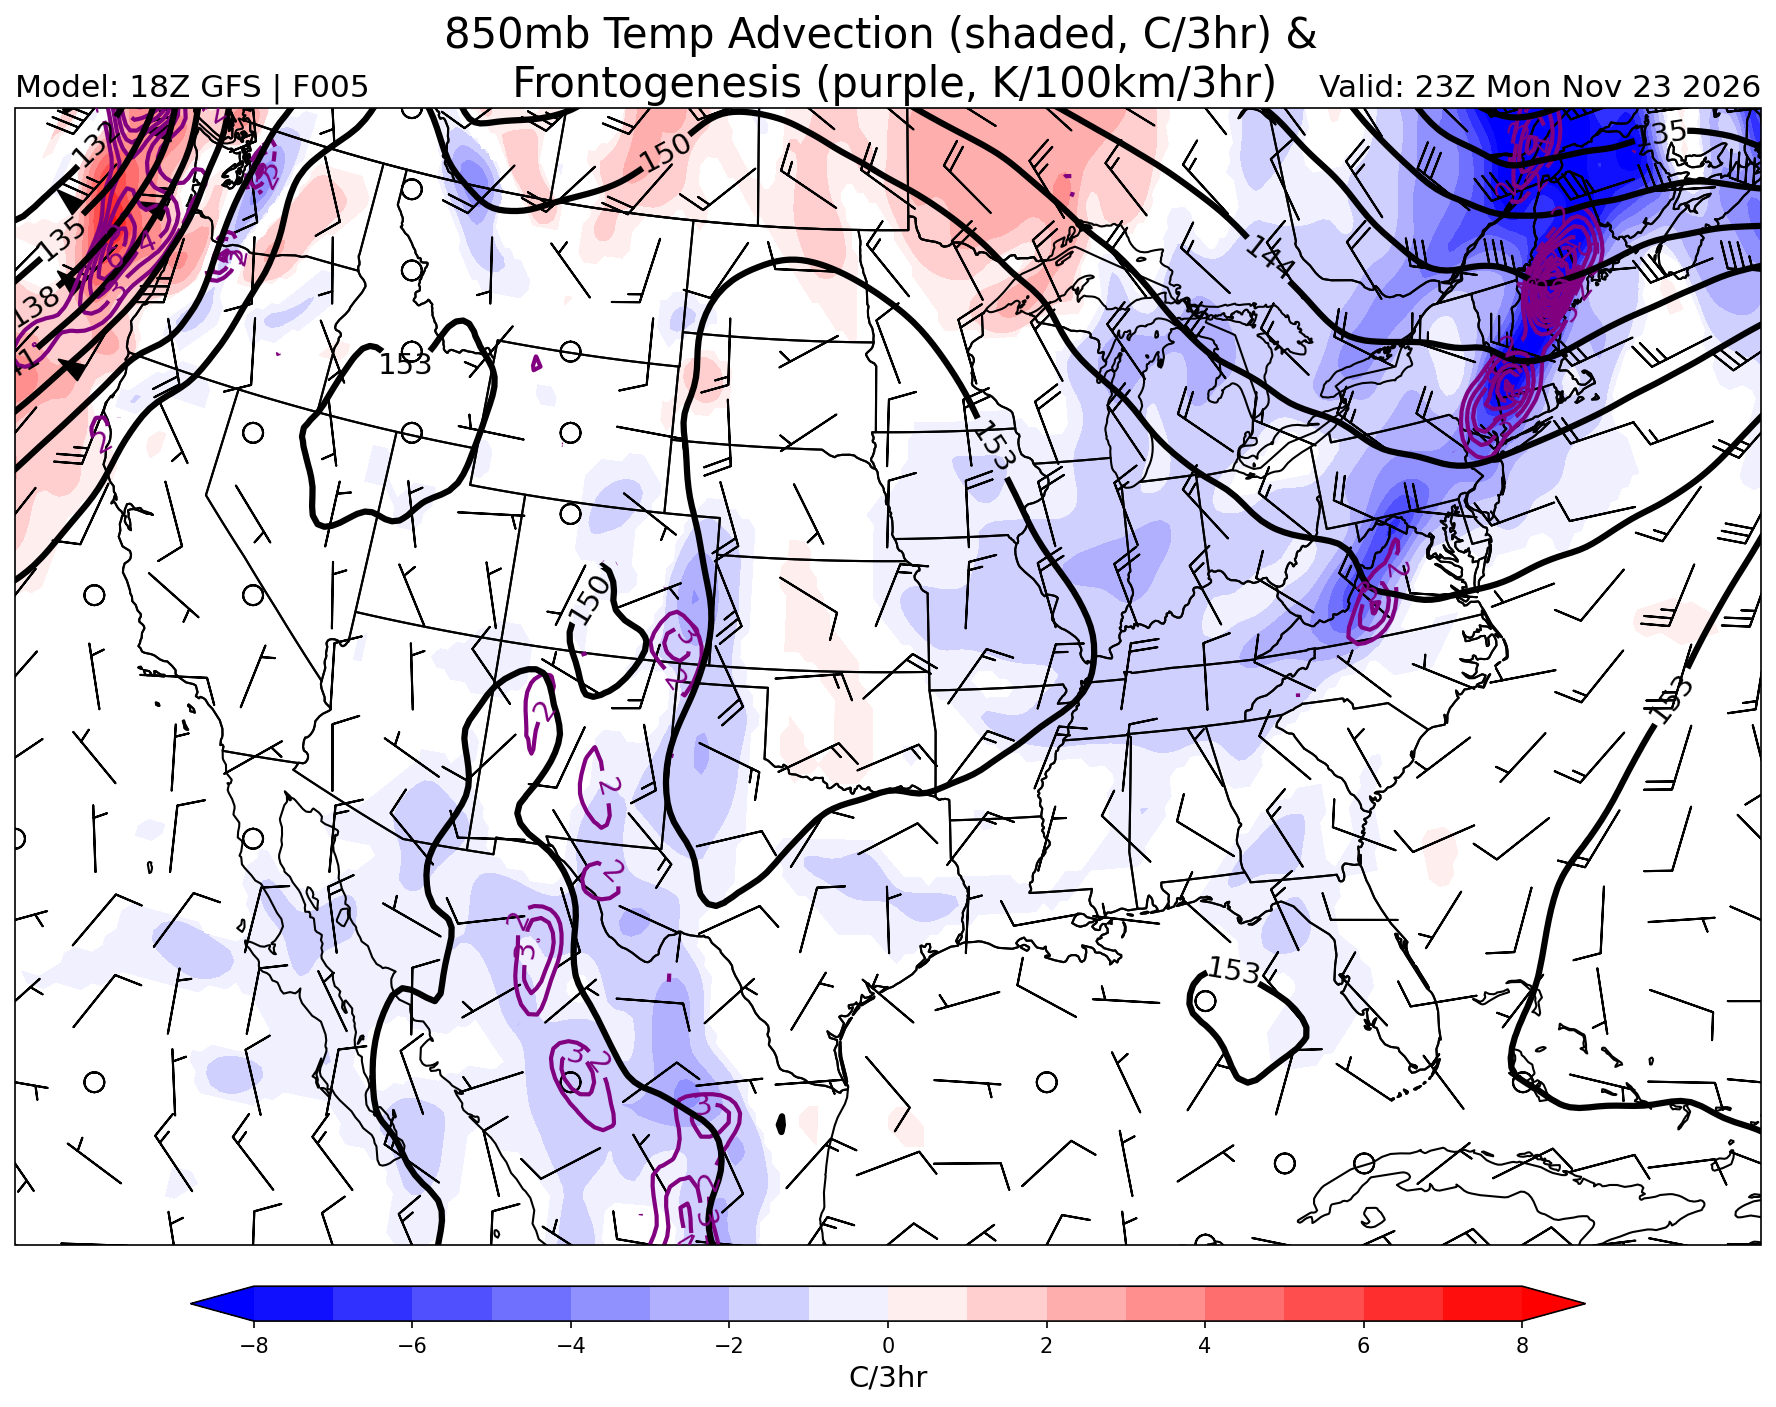 850mb Temp Advection (shaded, C/3hr) &
Frontogenesis (purple, K/100km/3hr)
Model: 18Z GFS | F005
Valid: 23Z Mon Nov 23 2026
132
150
35
135
144
138
153
153
150
153
153
−8 −6 −4 −2 0 2 4 6 8
C/3hr